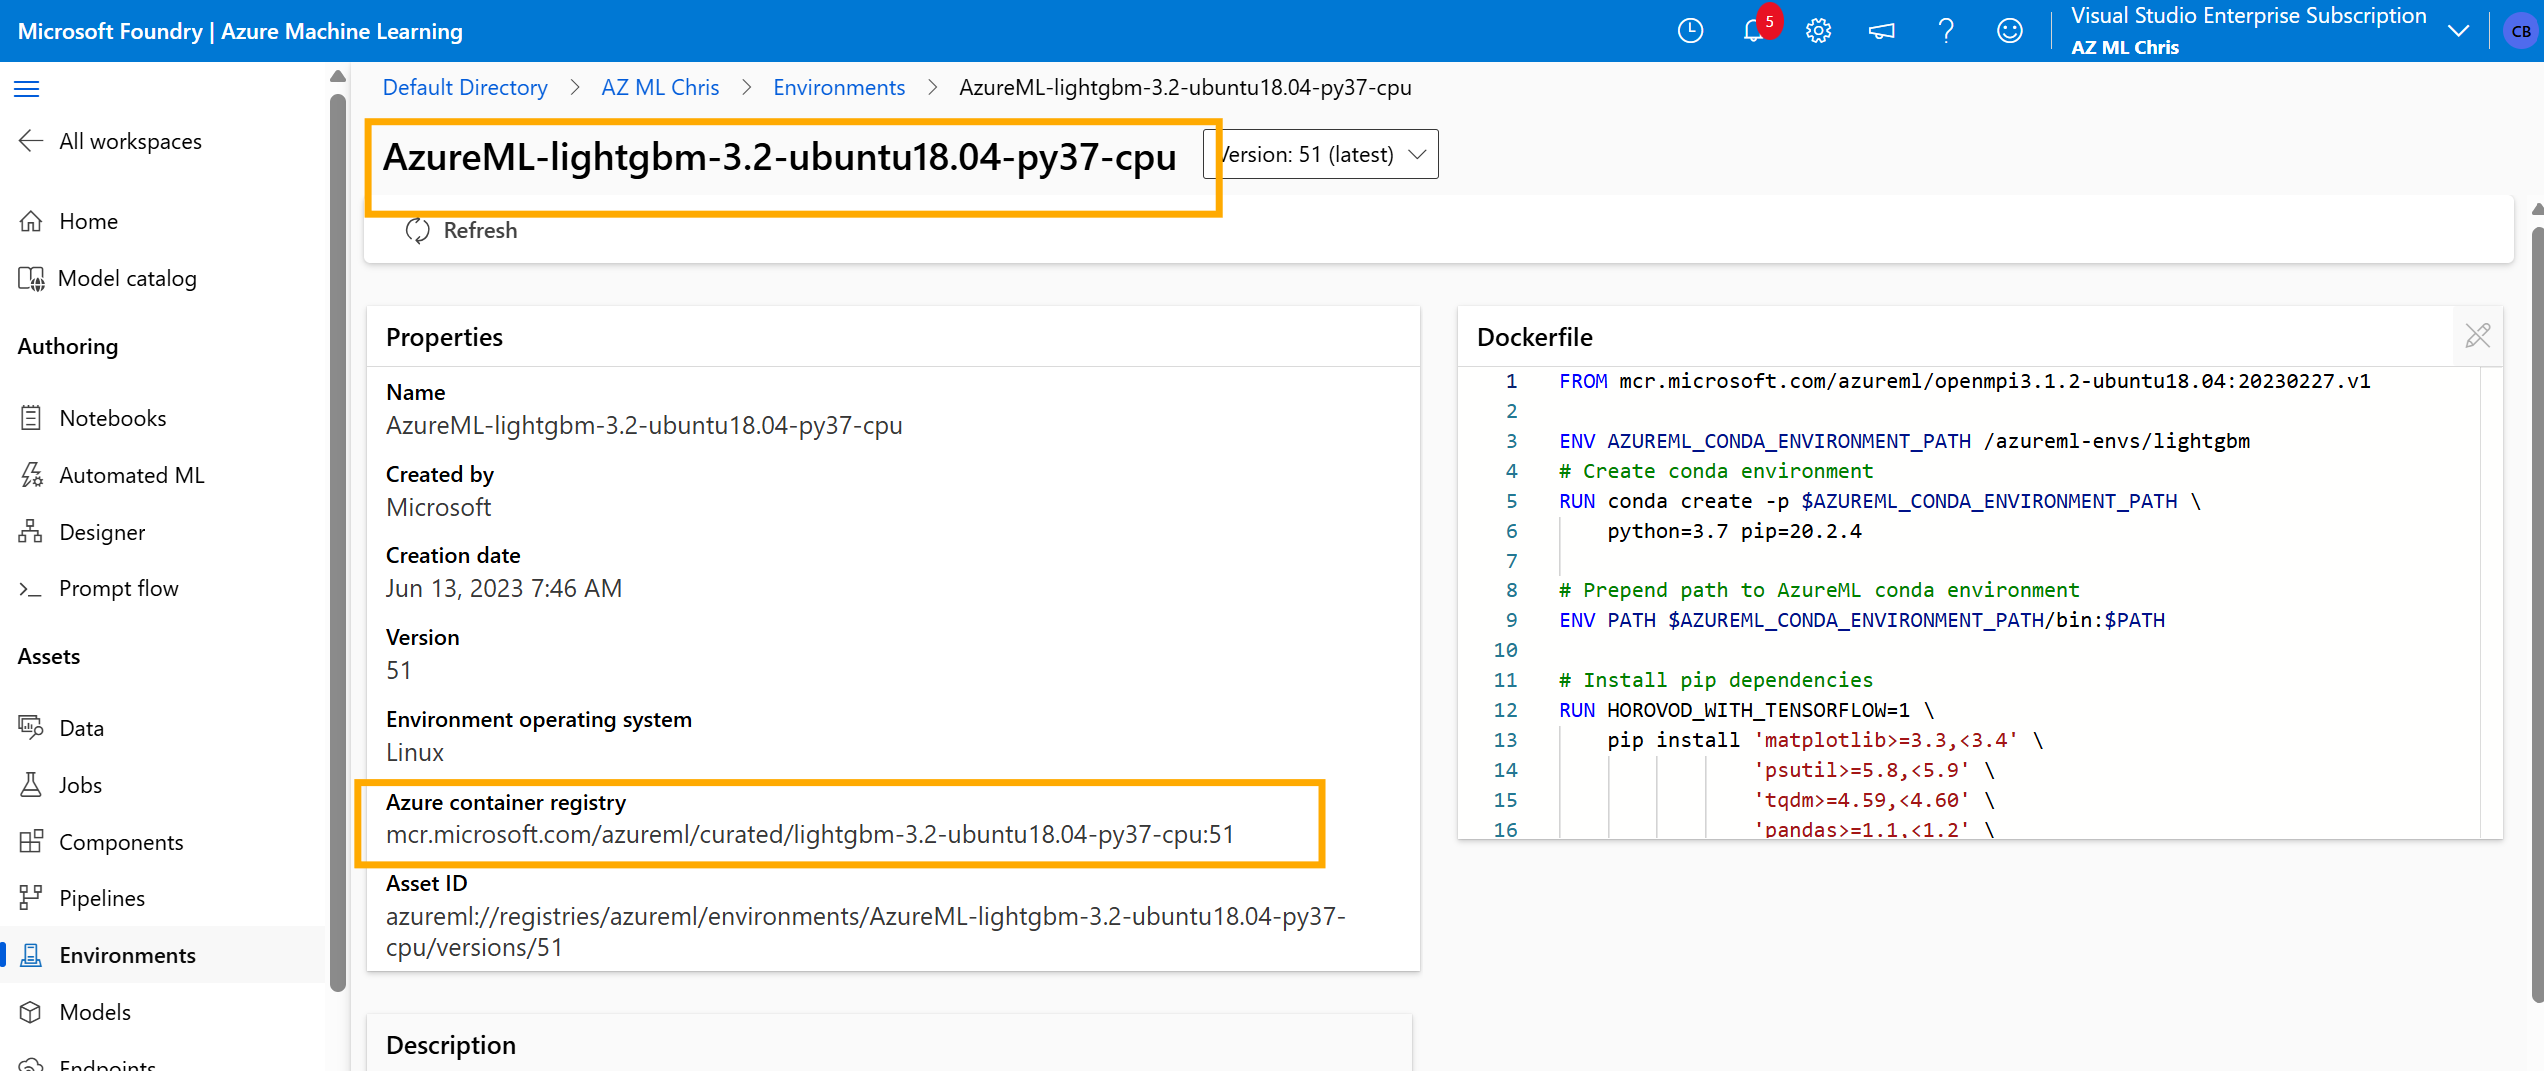 Microsoft Foundry | Azure Machine Learning
5
Visual Studio Enterprise Subscription
AZ ML Chris
CB
All workspaces
Home
Model catalog
Authoring
Notebooks
Automated ML
Designer
Prompt flow
Assets
Data
Jobs
Components
Pipelines
Environments
Models
Endpoints
Default Directory > AZ ML Chris > Environments > AzureML-lightgbm-3.2-ubuntu18.04-py37-cpu
AzureML-lightgbm-3.2-ubuntu18.04-py37-cpu
Version: 51 (latest)
Refresh
Properties
Name
AzureML-lightgbm-3.2-ubuntu18.04-py37-cpu
Created by
Microsoft
Creation date
Jun 13, 2023 7:46 AM
Version
51
Environment operating system
Linux
Azure container registry
mcr.microsoft.com/azureml/curated/lightgbm-3.2-ubuntu18.04-py37-cpu:51
Asset ID
azureml://registries/azureml/environments/AzureML-lightgbm-3.2-ubuntu18.04-py37-
cpu/versions/51
Description
Dockerfile
1 FROM mcr.microsoft.com/azureml/openmpi3.1.2-ubuntu18.04:20230227.v1
2
3 ENV AZUREML_CONDA_ENVIRONMENT_PATH /azureml-envs/lightgbm
4 # Create conda environment
5 RUN conda create -p $AZUREML_CONDA_ENVIRONMENT_PATH \
6 python=3.7 pip=20.2.4
7
8 # Prepend path to AzureML conda environment
9 ENV PATH $AZUREML_CONDA_ENVIRONMENT_PATH/bin:$PATH
10
11 # Install pip dependencies
12 RUN HOROVOD_WITH_TENSORFLOW=1 \
13 pip install 'matplotlib>=3.3,<3.4' \
14 'psutil>=5.8,<5.9' \
15 'tqdm>=4.59,<4.60' \
16 'pandas>=1.1,<1.2' \